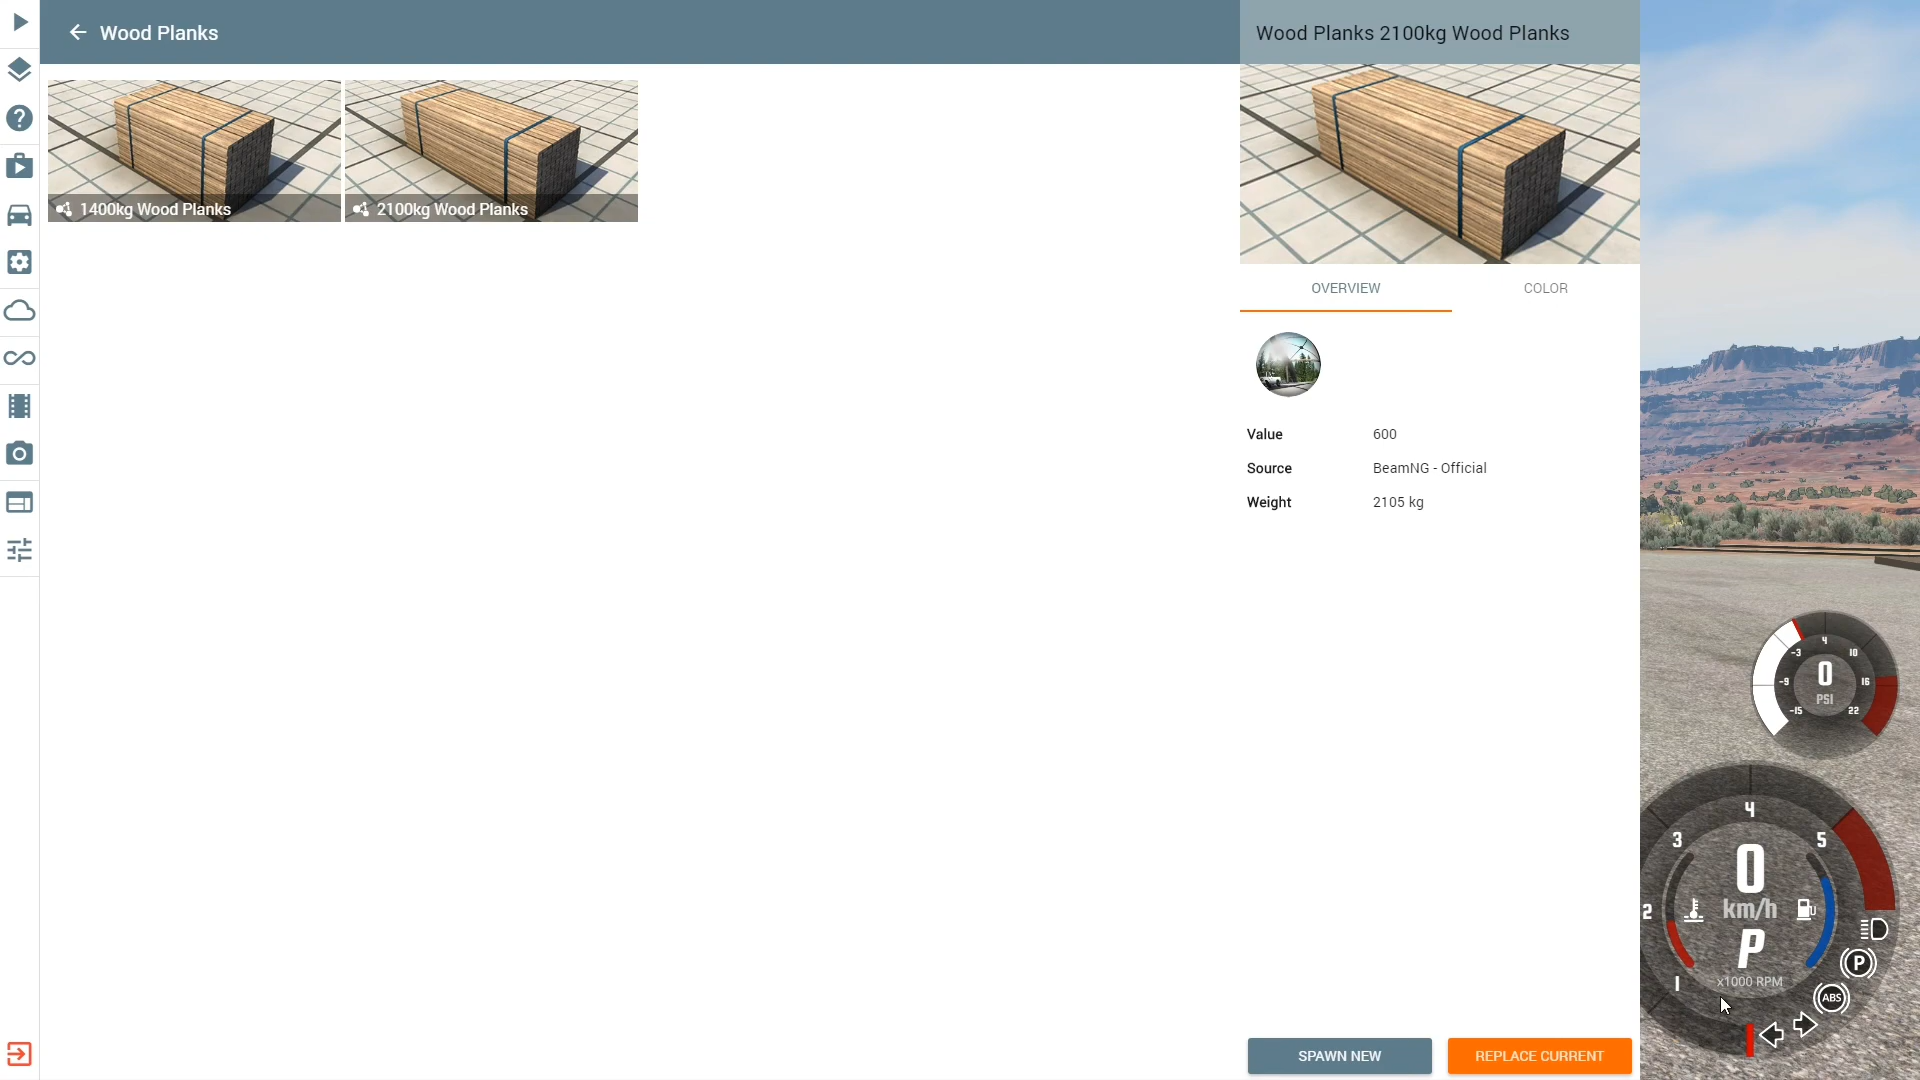 Wood Planks
1400kg Wood Planks
2100kg Wood Planks
Wood Planks 2100kg Wood Planks
OVERVIEW
COLOR
Value 600
Source BeamNG - Official
Weight 2105 kg
SPAWN NEW
REPLACE CURRENT
4
-3 10
-9 0 16
PSI
-15 22
4
3 5
0
2 km/h
P
P
1 x1000 RPM
ABS